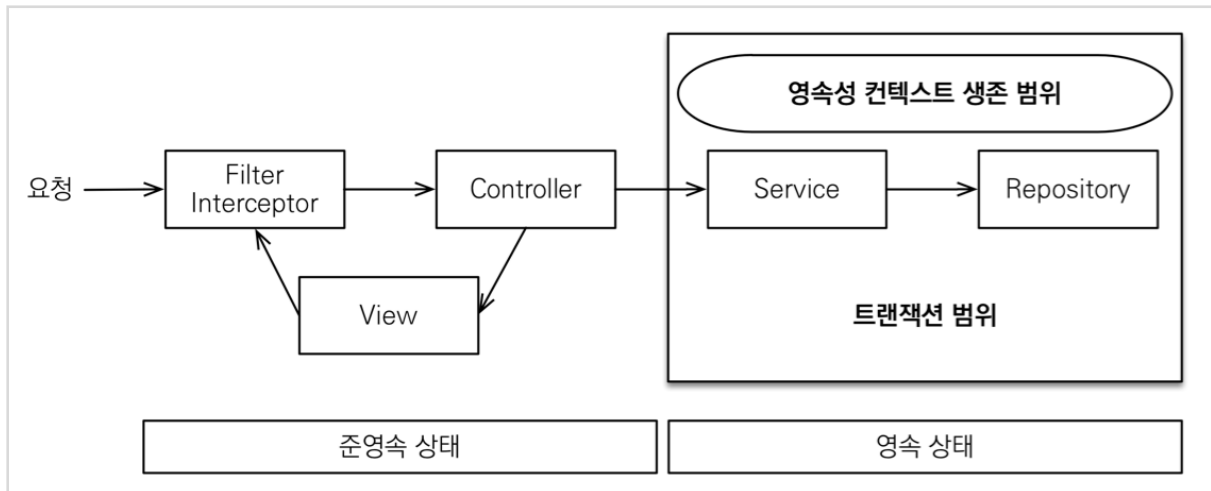 영속성 컨텍스트 생존 범위
요청
Filter
Interceptor
Controller
Service
Repository
View
트랜잭션 범위
준영속 상태
영속 상태